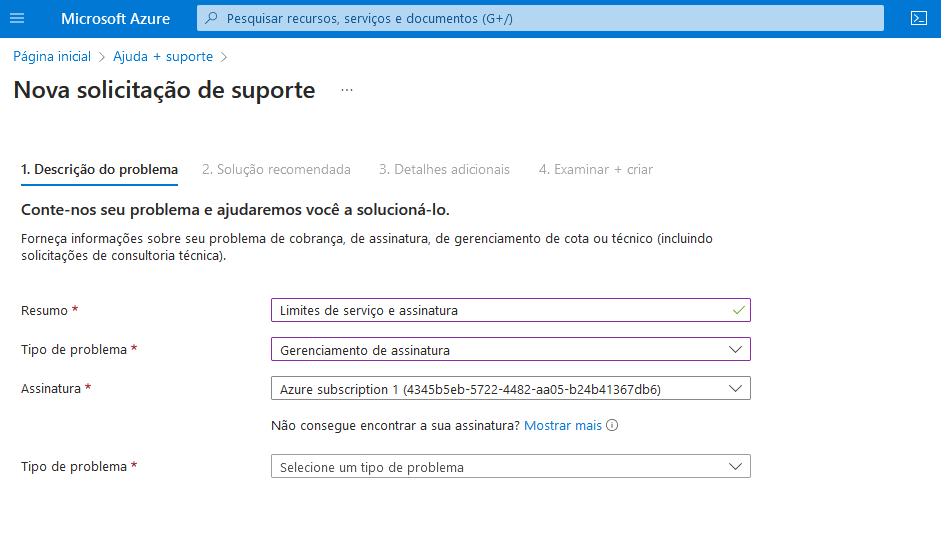 Microsoft Azure
Pesquisar recursos, serviços e documentos (G+/)
Página inicial > Ajuda + suporte >
Nova solicitação de suporte ...
1. Descrição do problema 2. Solução recomendada 3. Detalhes adicionais 4. Examinar + criar
Conte-nos seu problema e ajudaremos você a solucioná-lo.
Forneça informações sobre seu problema de cobrança, de assinatura, de gerenciamento de cota ou técnico (incluindo
solicitações de consultoria técnica).
Resumo * Limites de serviço e assinatura
Tipo de problema * Gerenciamento de assinatura
Assinatura * Azure subscription 1 (4345b5eb-5722-4482-aa05-b24b41367db6)
Não consegue encontrar a sua assinatura? Mostrar mais
Tipo de problema * Selecione um tipo de problema